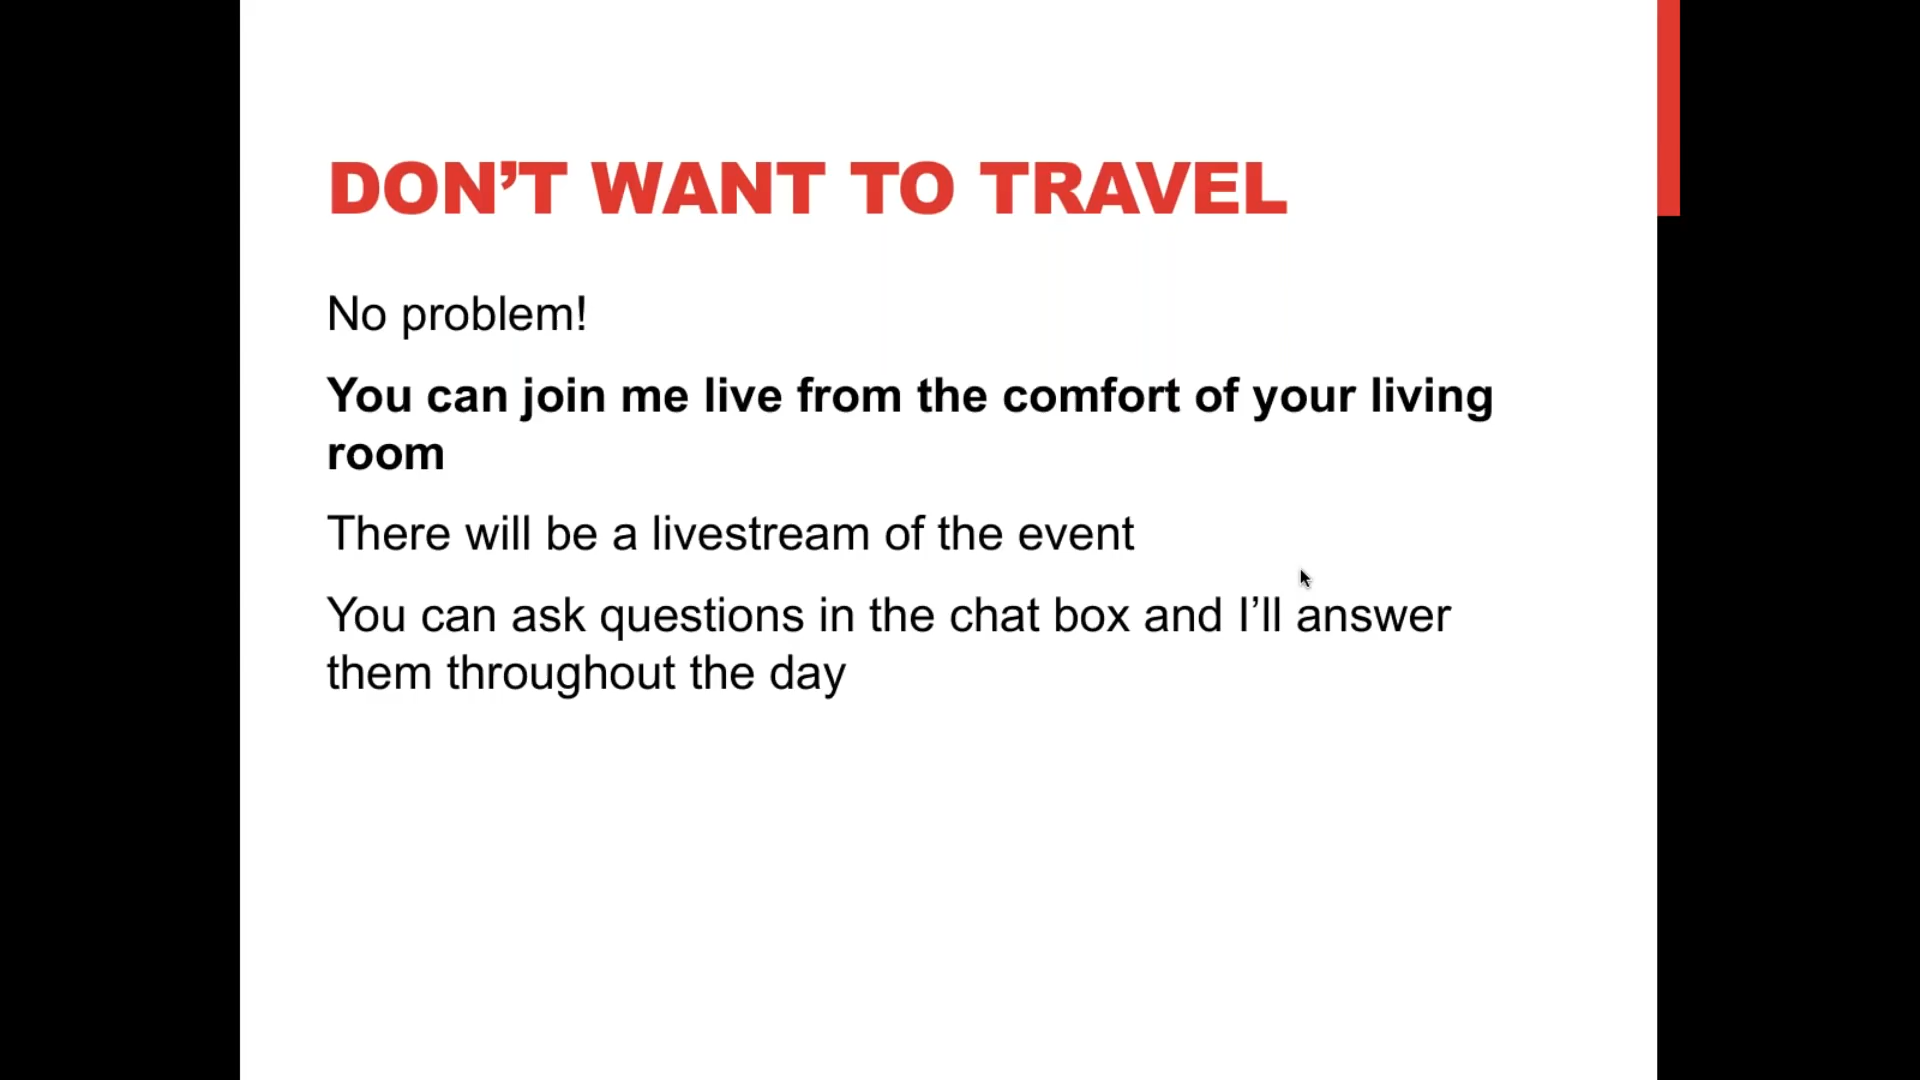 DON’T WANT TO TRAVEL
No problem!
You can join me live from the comfort of your living
room
There will be a livestream of the event
You can ask questions in the chat box and I’ll answer
them throughout the day